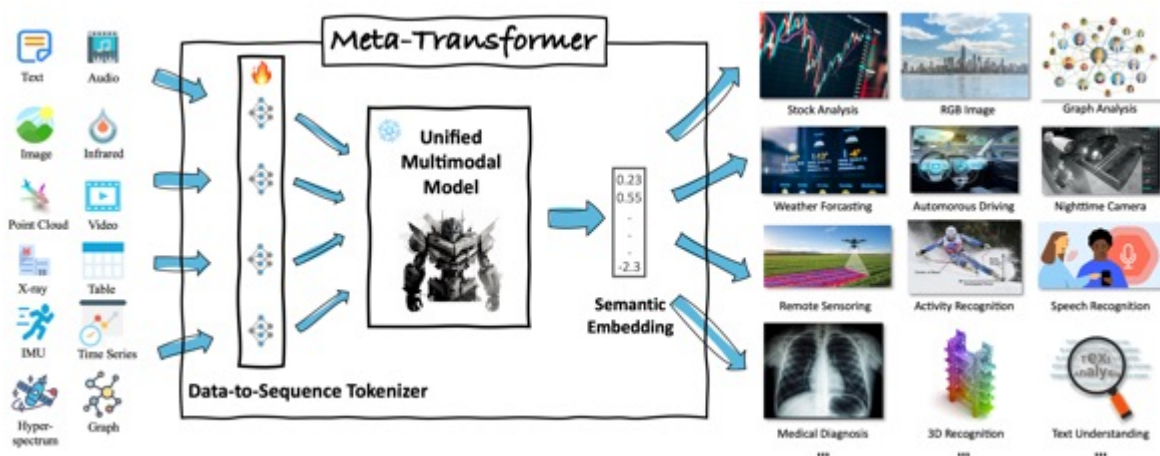 Meta-Transformer
Text
Audio
Image
Infrared
Point Cloud
Video
X-ray
Table
IMU
Time Series
Hyper-
spectrum
Graph
Unified
Multimodal
Model
0.23
0.55
-
-
-
-2.3
Semantic
Embedding
Data-to-Sequence Tokenizer
Stock Analysis
RGB Image
Graph Analysis
Weather Forcasting
Automorous Driving
Nighttime Camera
Remote Sensoring
Activity Recognition
Speech Recognition
Medical Diagnosis
3D Recognition
Text Understanding
...
...
...